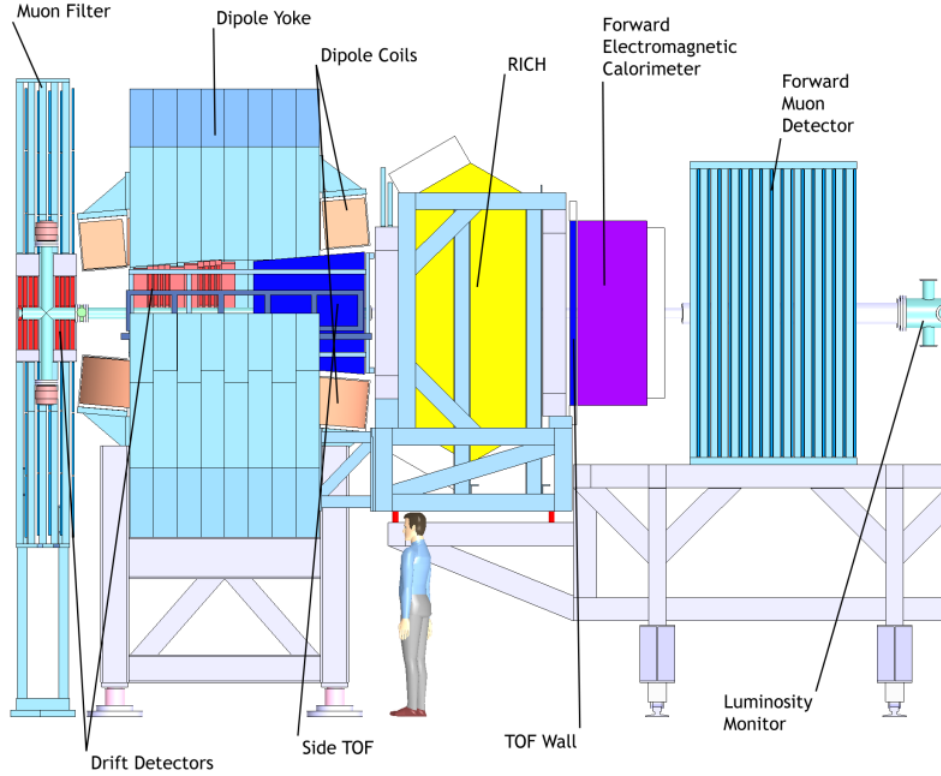 Muon Filter
Dipole Yoke
Dipole Coils
RICH
Forward
Electromagnetic
Calorimeter
Forward
Muon
Detector
Drift Detectors
Side TOF
TOF Wall
Luminosity
Monitor